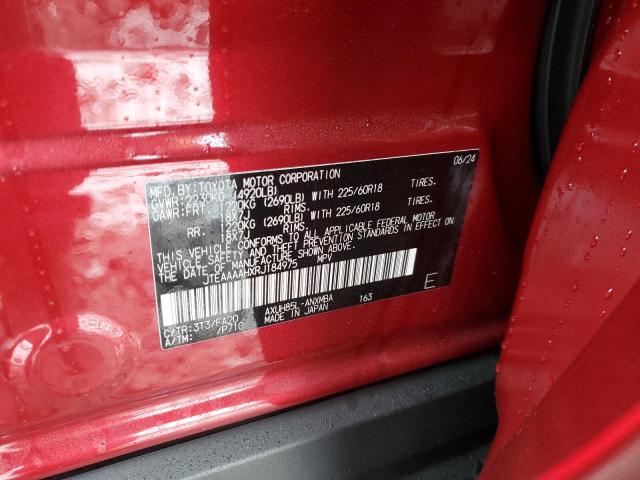 MFD.BY:TOYOTA MOTOR CORPORATION 06/24
GVWR:2230KG (4920LB)
GAWR:FRT. 1220KG (2690LB) WITH 225/60R18 TIRES.
18X7J RIMS.
RR. 1220KG (2690LB) WITH 225/60R18 TIRES.
18X7J RIMS.
THIS VEHICLE CONFORMS TO ALL APPLICABLE FEDERAL MOTOR
VEHICLE SAFETY AND THEFT PREVENTION STANDARDS IN EFFECT
ON THE DATE OF MANUFACTURE SHOWN ABOVE.
JTEAAAAHXRJ184975 MPV
C/TR:3T3/FA20 AXUH85L-ANXMBA 163 E
A/TM: /P710 MADE IN JAPAN